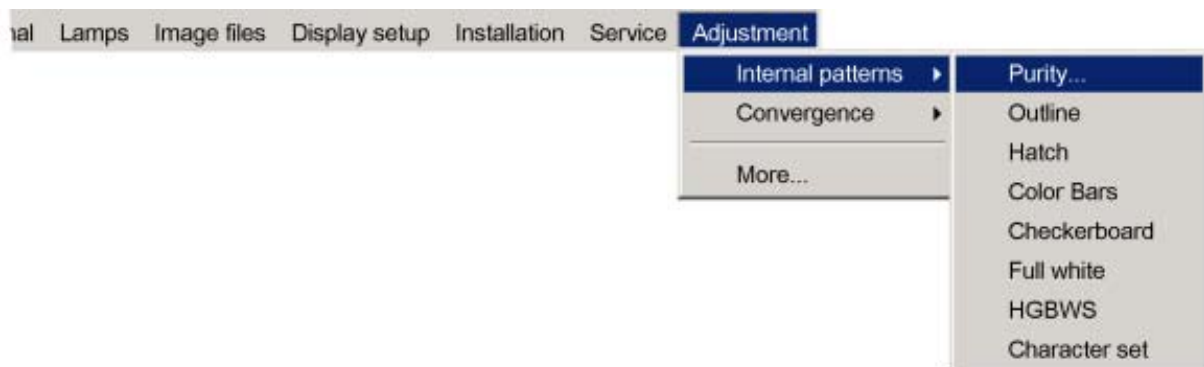 nal Lamps Image files Display setup Installation Service Adjustment
Internal patterns Purity...
Convergence Outline
Hatch
More... Color Bars
Checkerboard
Full white
HGBWS
Character set